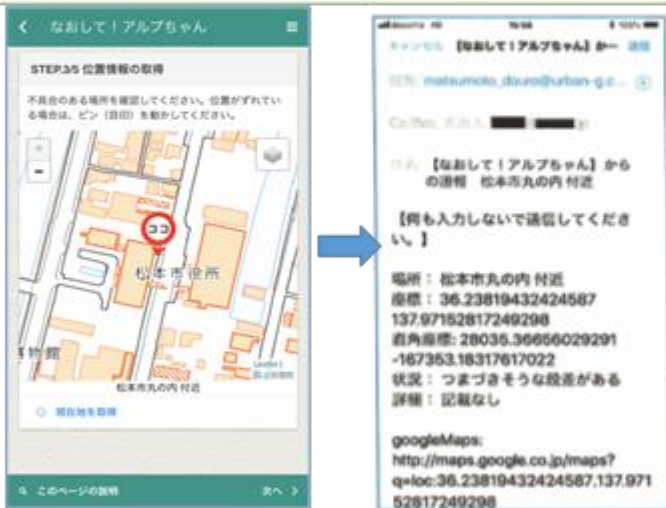 なおして！アルプちゃん
STEP.3/5 位置情報の取得
不具合のある場所を確認してください。位置がずれてい
る場合は、ピン（目印）を動かしてください。
+
-
ココ
松本市役所
物館
Leaflet
松本市丸の内 付近
現在地を取得
このページの説明
次へ
docomo
100%
キャンセル 【なおして！アルプちゃん】か… 送信
宛先: matsumoto_douro@urban-g.c…
件名: 【なおして！アルプちゃん】から
の通報 松本市丸の内 付近
【何も入力しないで送信してくださ
い。】
場所： 松本市丸の内 付近
座標： 36.23819432424587
137.97152817249298
直角座標: 28035.36656029291
-167353.18317617022
状況： つまづきそうな段差がある
詳細： 記載なし
googleMaps:
http://maps.google.co.jp/maps?
q=loc:36.23819432424587,137.971
52817249298